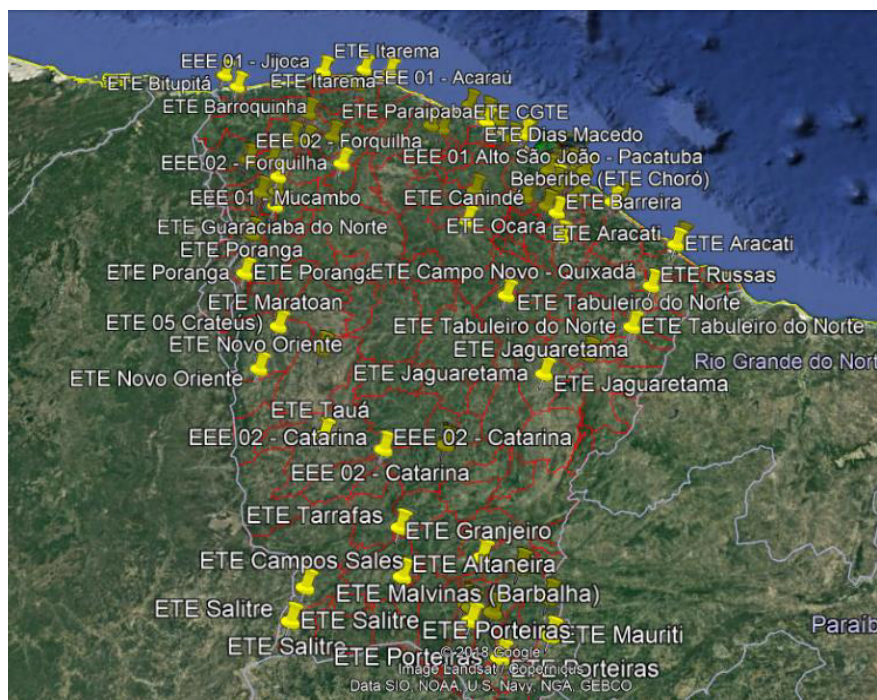 ETE Itarema
EEE 01 - Jijoca
ETE Bitupitá
ETE Itarema
EEE 01 - Acaraú
ETE Barroquinha
ETE Paraipaba
ETE CGTE
EEE 02 - Forquilha
ETE Dias Macedo
EEE 02 - Forquilha
EEE 01 Alto São João - Pacatuba
Beberibe (ETE Choró)
EEE 01 - Mucambo
ETE Canindé
ETE Barreira
ETE Guaraciaba do Norte
ETE Ocara
ETE Aracati
ETE Aracati
ETE Poranga
ETE Poranga
ETE Poranga
ETE Campo Novo - Quixadá
ETE Russas
ETE Maratoan
ETE Tabuleiro do Norte
ETE 05 Crateús)
ETE Tabuleiro do Norte
ETE Tabuleiro do Norte
ETE Novo Oriente
ETE Jaguaretama
Rio Grande do Nort
ETE Novo Oriente
ETE Jaguaretama
ETE Jaguaretama
ETE Tauá
EEE 02 - Catarina
EEE 02 - Catarina
EEE 02 - Catarina
ETE Tarrafas
ETE Granjeiro
ETE Campos Sales
ETE Altaneira
ETE Malvinas (Barbalha)
ETE Salitre
ETE Salitre
ETE Porteiras
ETE Mauriti
Paraíb
ETE Salitre
ETE Porteiras
ETE Porteiras
© 2018 Google
Image Landsat / Copernicus
Data SIO, NOAA, U.S. Navy, NGA, GEBCO